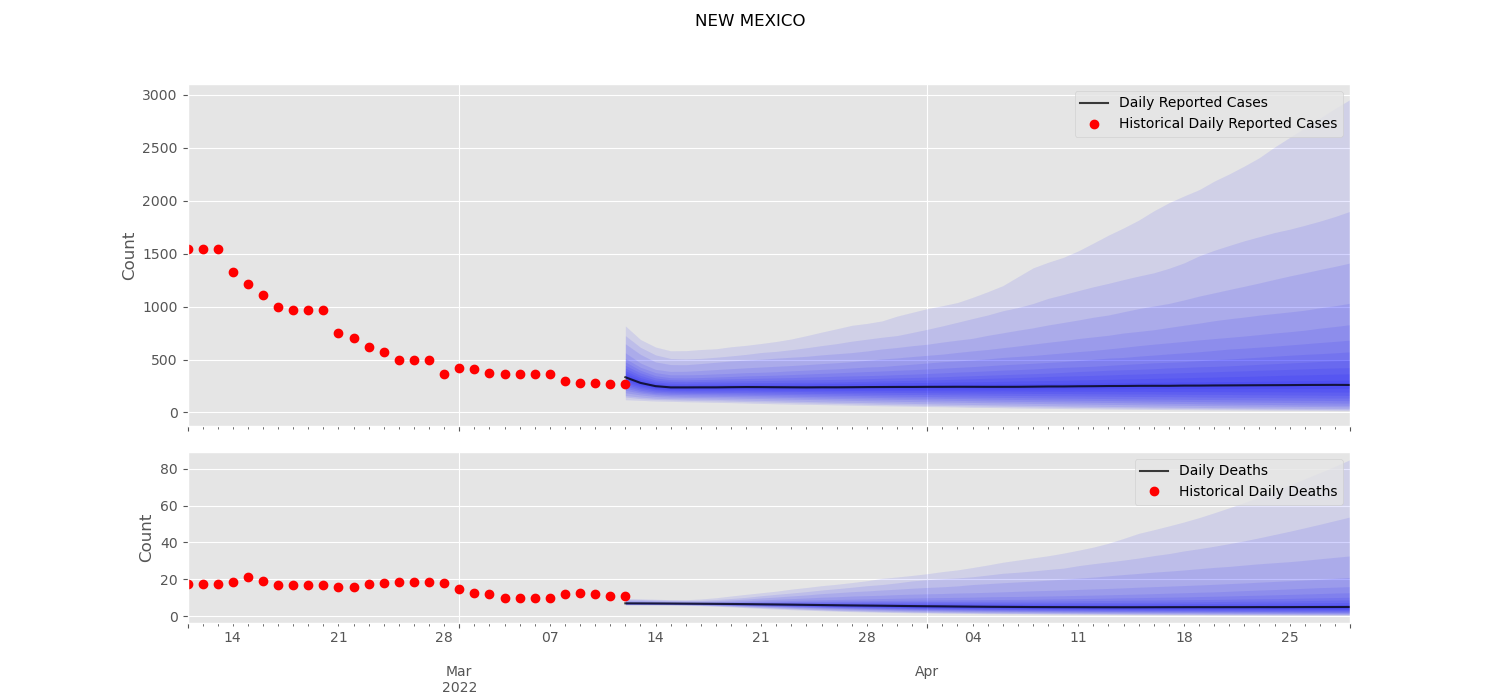 NEW MEXICO
3000
2500
2000
1500
1000
500
0
Count
Daily Reported Cases
Historical Daily Reported Cases
80
60
40
20
0
Count
Daily Deaths
Historical Daily Deaths
14 21 28 07 14 21 28 04 11 18 25
Mar Apr
2022